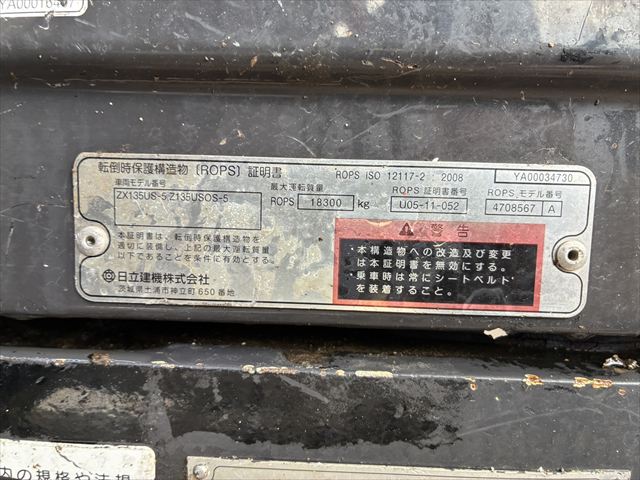 YA00016467
転倒時保護構造物 (ROPS) 証明書 ROPS ISO 12117-2 : 2008 YA00034730
車両モデル番号 最大運転質量 ROPS 証明書番号 ROPS モデル番号
ZX135US-5,Z135USOS-5 ROPS 18300 kg U05-11-052 4708567 A
本証明書は、転倒時保護構造物を
適切に装備し、上記の最大運転質量
以下であることを条件に有効とする。
日立建機株式会社
茨城県土浦市神立町650番地
警告
・本構造物への改造及び変更
は本証明書を無効にする。
・乗車時は常にシートベルト
を装着すること。
内の規格や法規